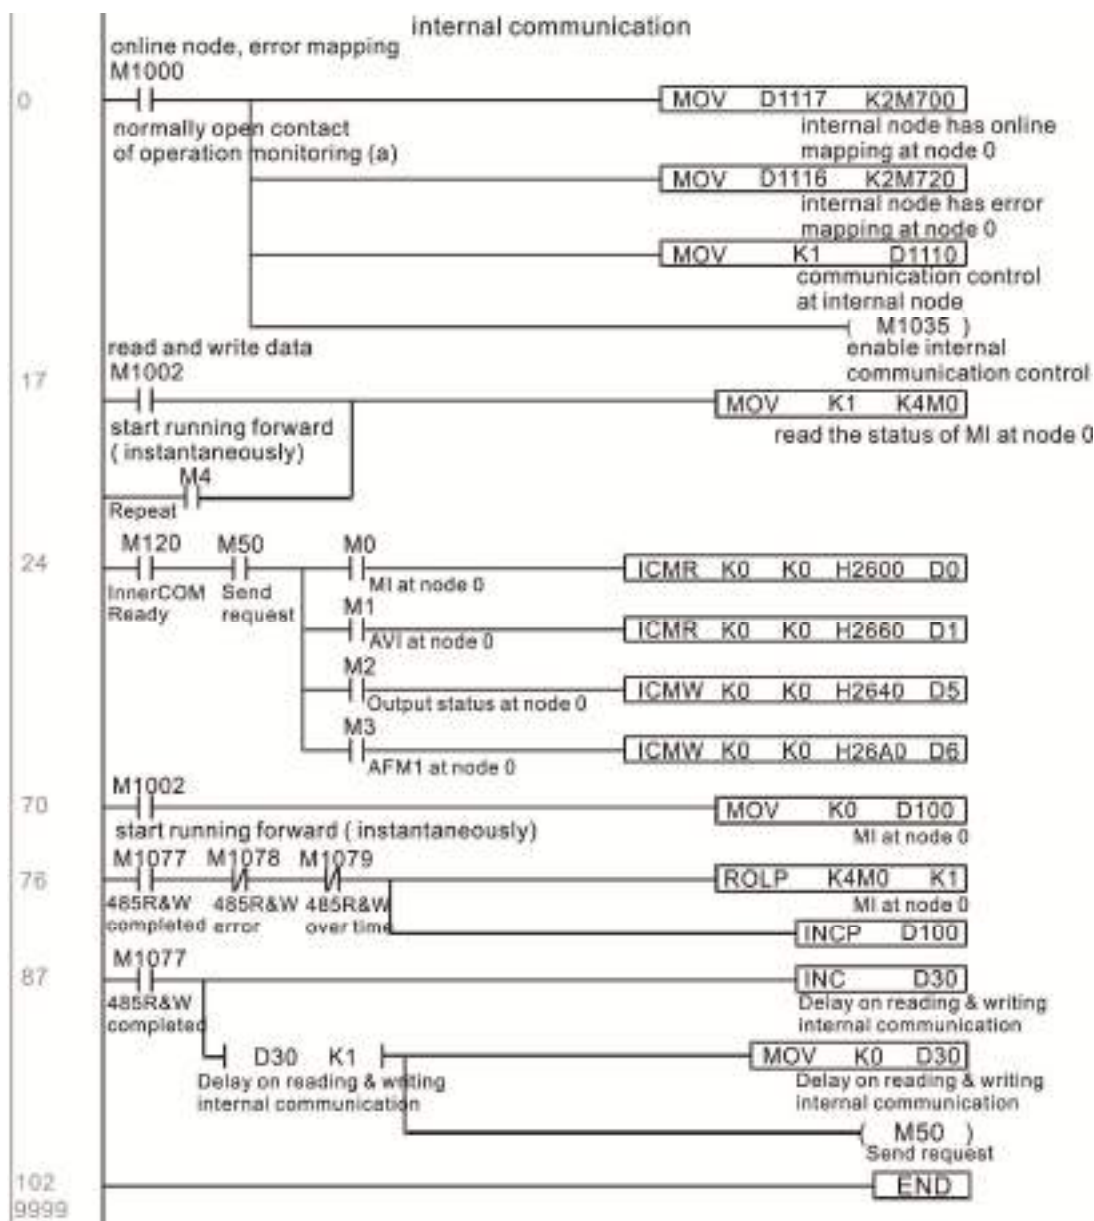 internal communication
online node, error mapping
M1000
0
MOV D1117 K2M700
normally open contact
of operation monitoring (a)
internal node has online
mapping at node 0
MOV D1116 K2M720
internal node has error
mapping at node 0
MOV K1 D1110
communication control
at internal node
( M1035 )
enable internal
communication control
read and write data
M1002
17
MOV K1 K4M0
start running forward
( instantaneously)
read the status of MI at node 0
M4
Repeat
M120 M50 M0
24
ICMR K0 K0 H2600 D0
InnerCOM
Ready
Send
request
MI at node 0
M1
ICMR K0 K0 H2660 D1
AVI at node 0
M2
ICMW K0 K0 H2640 D5
Output status at node 0
M3
ICMW K0 K0 H26A0 D6
AFM1 at node 0
M1002
70
MOV K0 D100
start running forward ( instantaneously)
MI at node 0
M1077 M1078 M1079
76
ROLP K4M0 K1
485R&W
completed
485R&W
error
485R&W
over time
MI at node 0
INCP D100
M1077
87
INC D30
485R&W
completed
Delay on reading & writing
internal communication
D30 K1
MOV K0 D30
Delay on reading & writing
internal communication
Delay on reading & writing
internal communication
( M50 )
Send request
102
END
9999